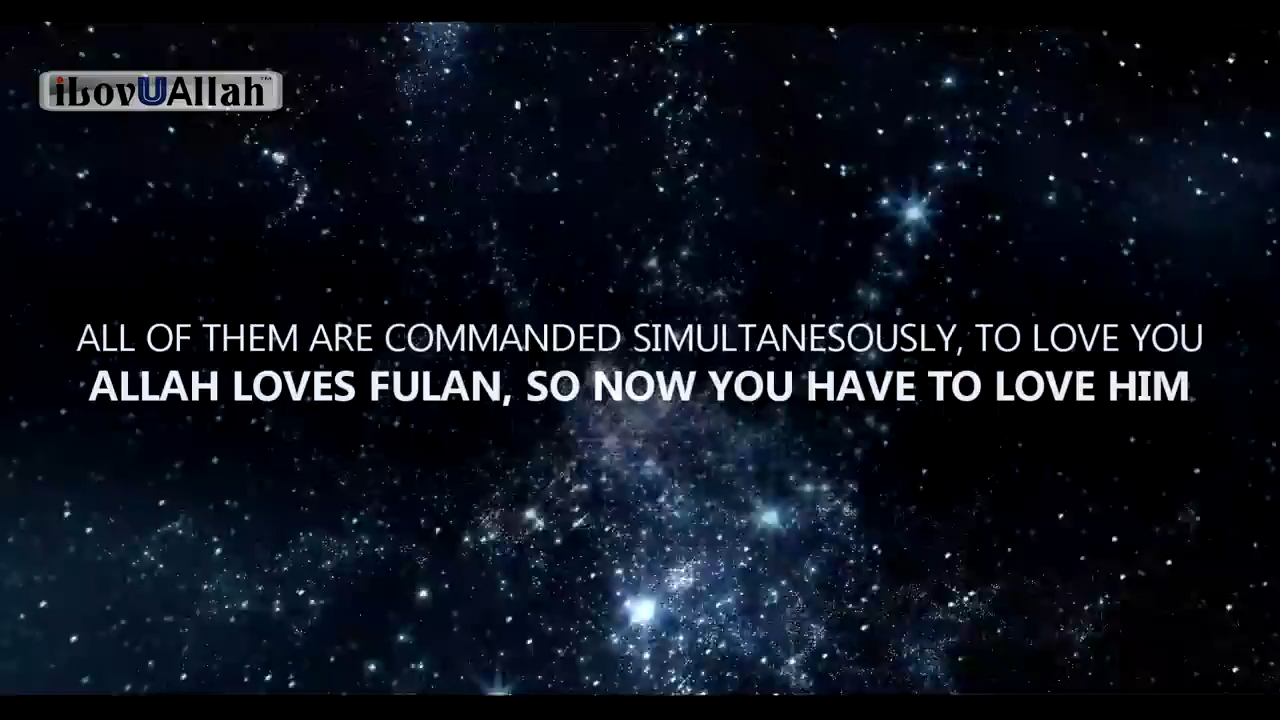 iLovUAllah™
ALL OF THEM ARE COMMANDED SIMULTANESOUSLY, TO LOVE YOU
ALLAH LOVES FULAN, SO NOW YOU HAVE TO LOVE HIM